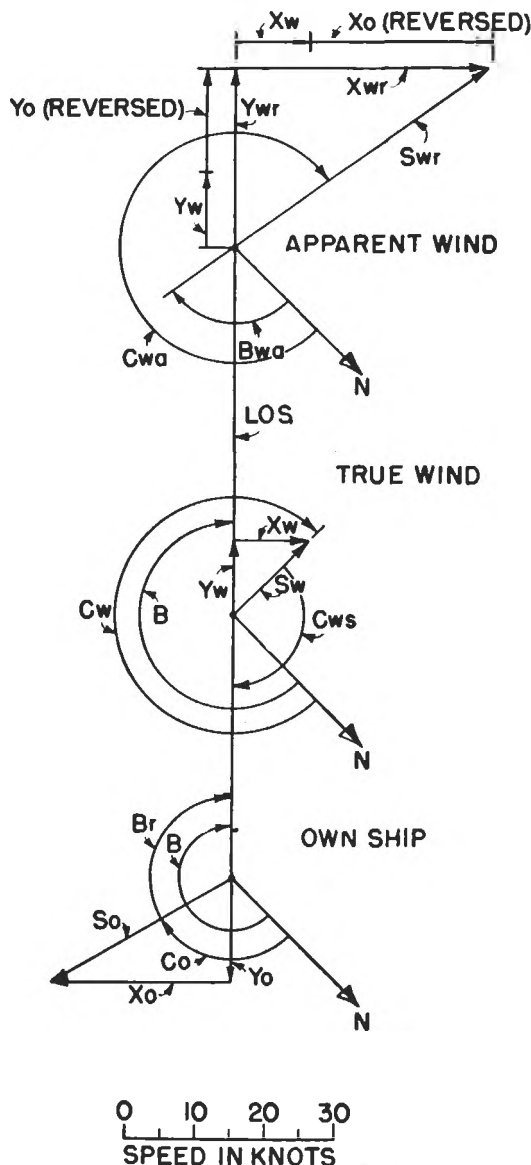 Xw
Xo (REVERSED)
Xwr
Yo (REVERSED)
Ywr
Swr
Yw
APPARENT WIND
Cwa
Bwa
N
LOS
TRUE WIND
Xw
Yw
Sw
Cw
B
Cws
N
OWN SHIP
Br
B
So
Co
Yo
Xo
N
0 10 20 30
SPEED IN KNOTS